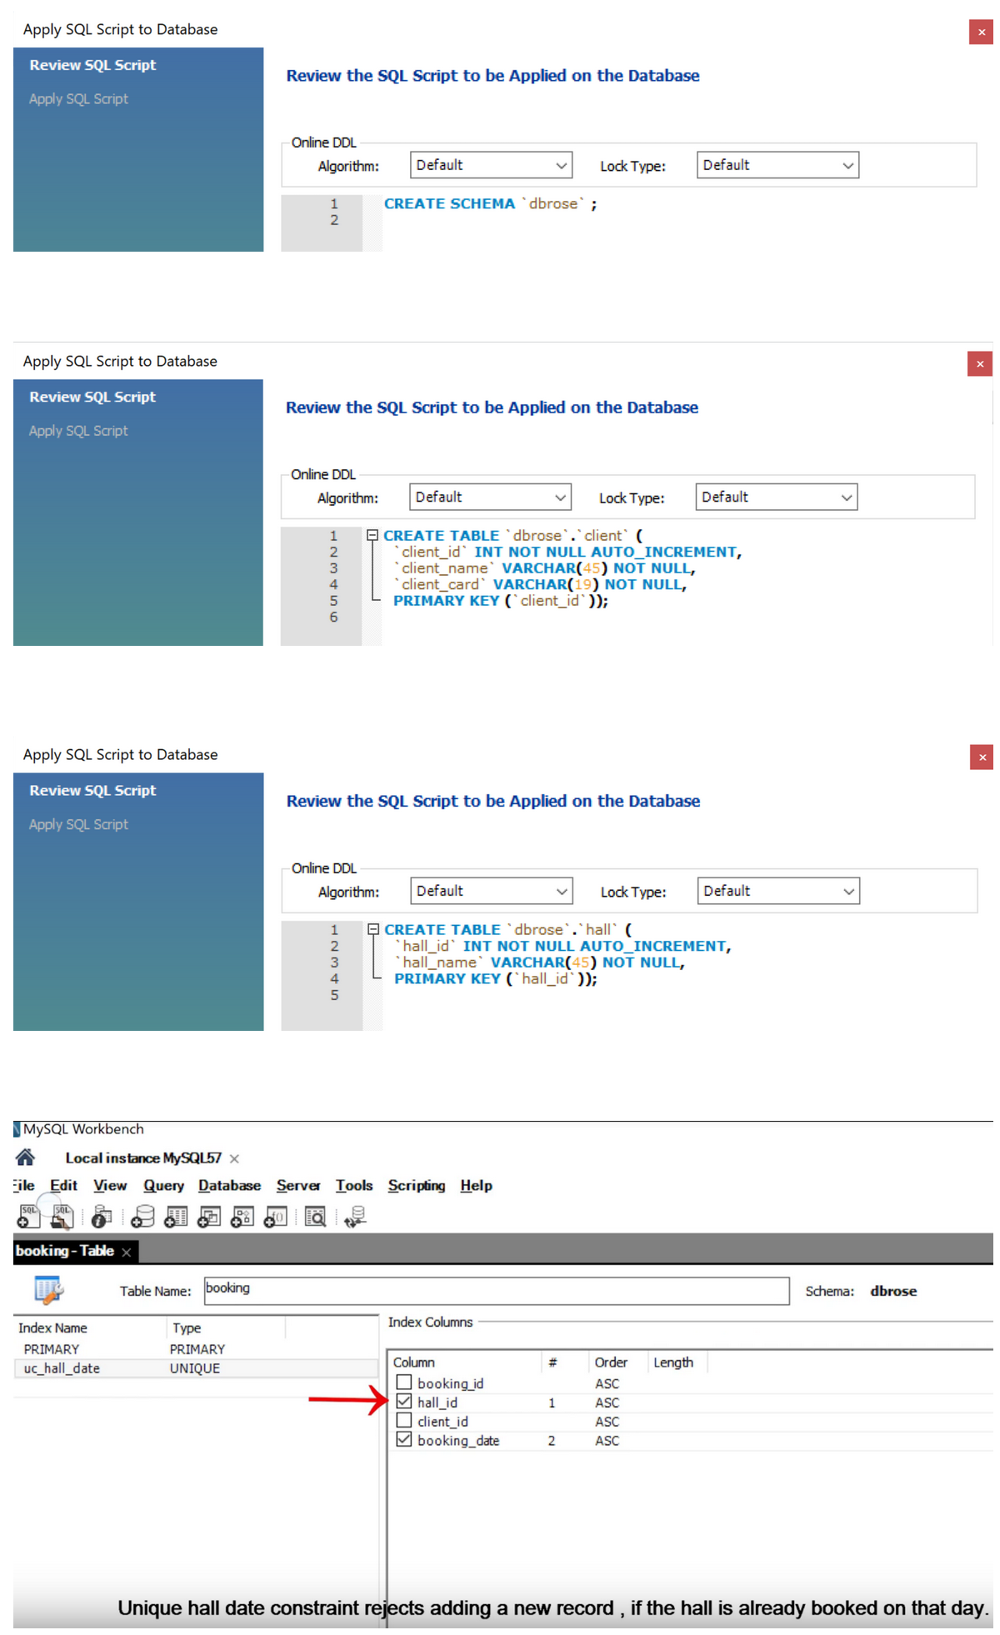 Apply SQL Script to Database
×
Review SQL Script
Apply SQL Script
Review the SQL Script to be Applied on the Database
Online DDL
Algorithm: Default Lock Type: Default
1 CREATE SCHEMA `dbrose` ;
2
Apply SQL Script to Database
×
Review SQL Script
Apply SQL Script
Review the SQL Script to be Applied on the Database
Online DDL
Algorithm: Default Lock Type: Default
1 CREATE TABLE `dbrose`.`client` (
2 `client_id` INT NOT NULL AUTO_INCREMENT,
3 `client_name` VARCHAR(45) NOT NULL,
4 `client_card` VARCHAR(19) NOT NULL,
5 PRIMARY KEY (`client_id`));
6
Apply SQL Script to Database
×
Review SQL Script
Apply SQL Script
Review the SQL Script to be Applied on the Database
Online DDL
Algorithm: Default Lock Type: Default
1 CREATE TABLE `dbrose`.`hall` (
2 `hall_id` INT NOT NULL AUTO_INCREMENT,
3 `hall_name` VARCHAR(45) NOT NULL,
4 PRIMARY KEY (`hall_id`));
5
MySQL Workbench
Local instance MySQL57 ×
File Edit View Query Database Server Tools Scripting Help
SQL SQL
booking - Table ×
Table Name: booking Schema: dbrose
Index Name Type
PRIMARY PRIMARY
uc_hall_date UNIQUE
Index Columns
Column # Order Length
booking_id ASC
hall_id 1 ASC
client_id ASC
booking_date 2 ASC
Unique hall date constraint rejects adding a new record , if the hall is already booked on that day.